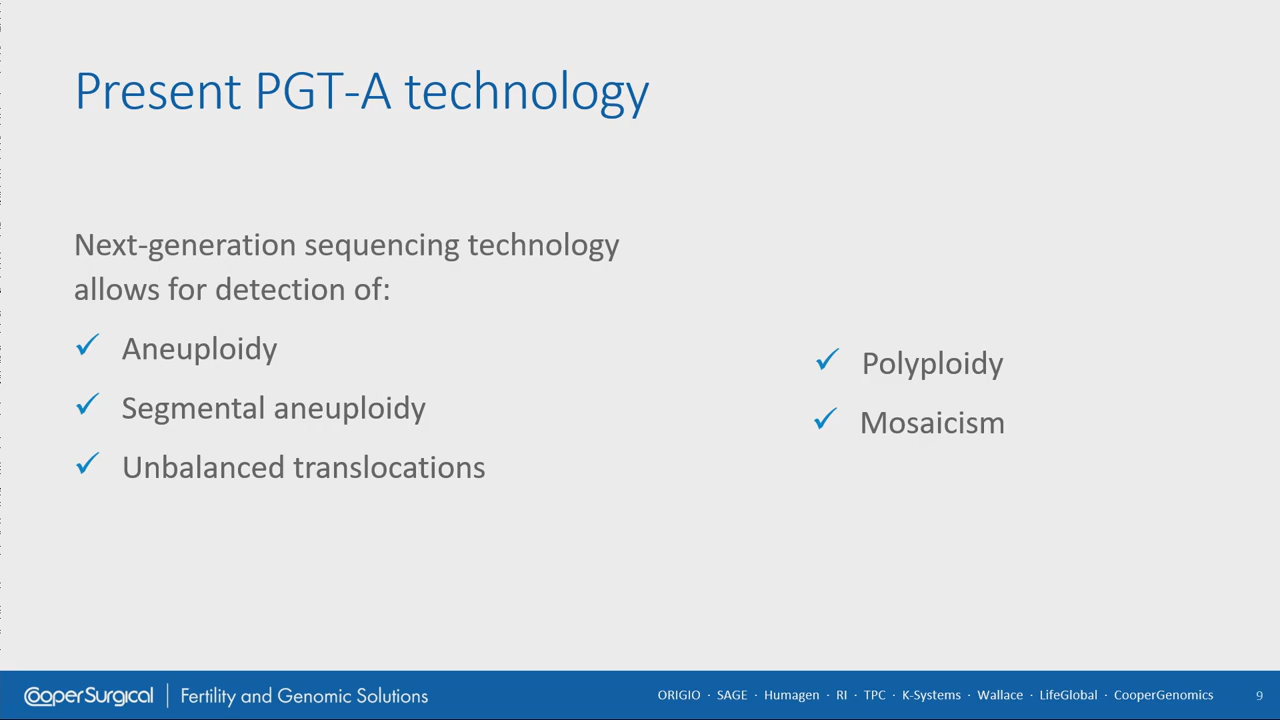 Present PGT-A technology
Next-generation sequencing technology
allows for detection of:
✓ Aneuploidy
✓ Segmental aneuploidy
✓ Unbalanced translocations
✓ Polyploidy
✓ Mosaicism
CooperSurgical | Fertility and Genomic Solutions
ORIGIO · SAGE · Humagen · RI · TPC · K-Systems · Wallace · LifeGlobal · CooperGenomics
9